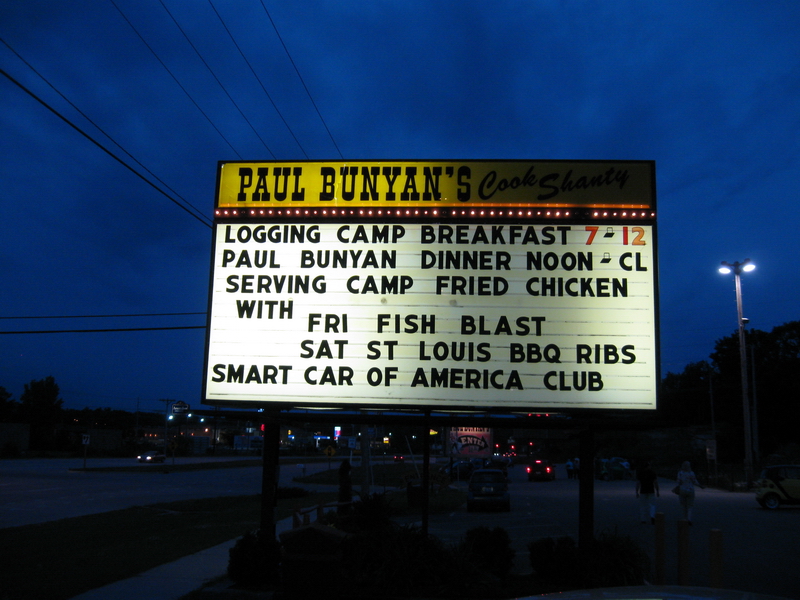 PAUL BUNYAN'S Cook Shanty
LOGGING CAMP BREAKFAST 7-12
PAUL BUNYAN DINNER NOON - CL
SERVING CAMP FRIED CHICKEN
WITH
FRI FISH BLAST
SAT ST LOUIS BBQ RIBS
SMART CAR OF AMERICA CLUB
ENTER